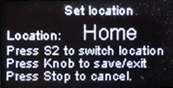 Set location
Location: Home
Press S2 to switch location
Press Knob to save/exit
Press Stop to cancel.